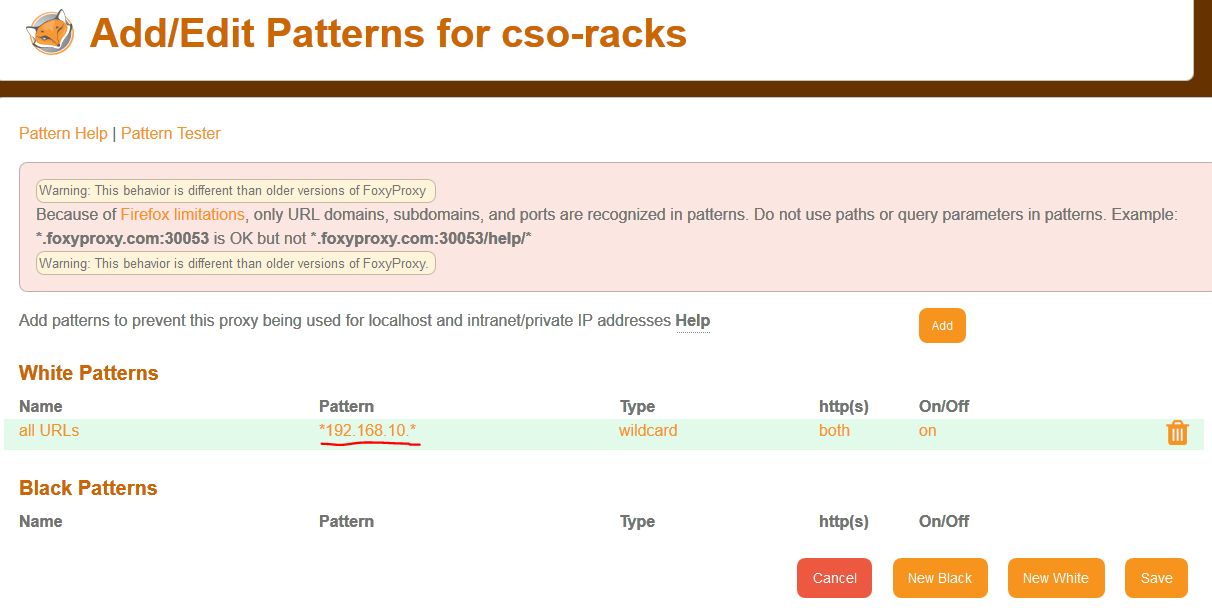 Add/Edit Patterns for cso-racks
Pattern Help | Pattern Tester
Warning: This behavior is different than older versions of FoxyProxy
Because of Firefox limitations, only URL domains, subdomains, and ports are recognized in patterns. Do not use paths or query parameters in patterns. Example:
*.foxyproxy.com:30053 is OK but not *.foxyproxy.com:30053/help/*
Warning: This behavior is different than older versions of FoxyProxy.
Add patterns to prevent this proxy being used for localhost and intranet/private IP addresses Help Add
White Patterns
Name Pattern Type http(s) On/Off
all URLs *192.168.10.* wildcard both on
Black Patterns
Name Pattern Type http(s) On/Off
Cancel New Black New White Save